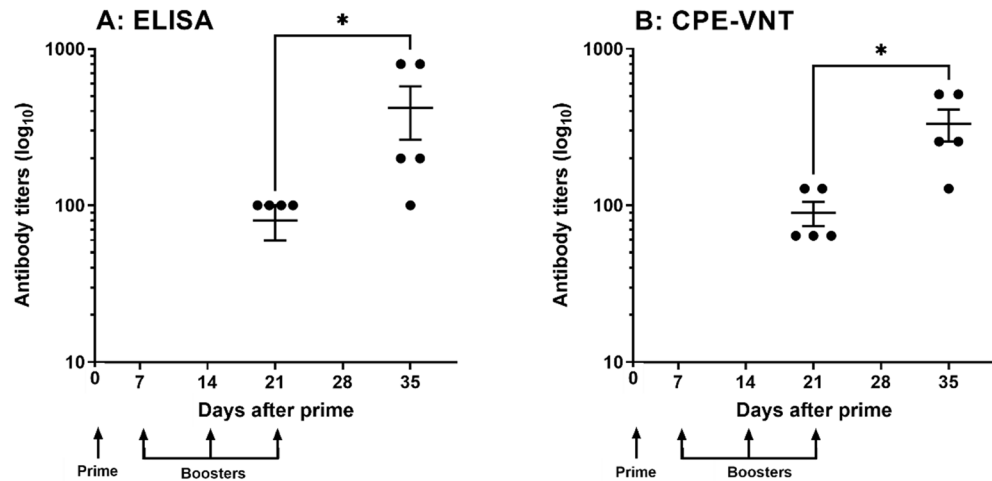 A: ELISA
*
1000
100
10
Antibody titers (log10)
0 7 14 21 28 35
Days after prime
Prime
Boosters
B: CPE-VNT
*
1000
100
10
Antibody titers (log10)
0 7 14 21 28 35
Days after prime
Prime
Boosters